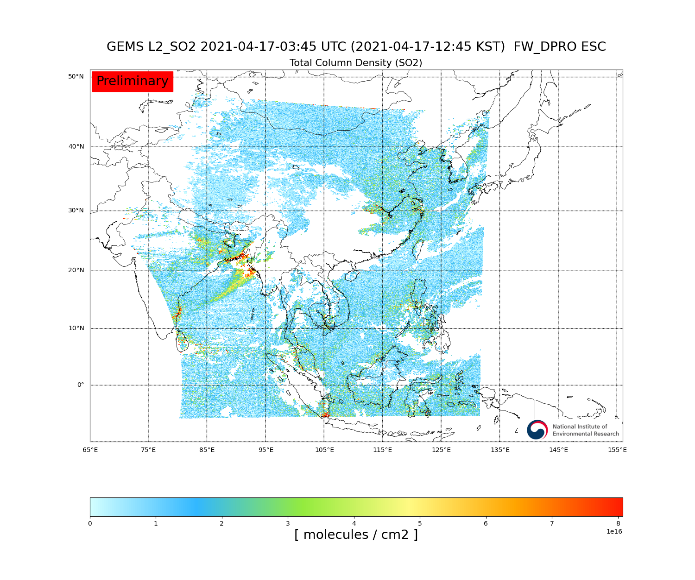 GEMS L2_SO2 2021-04-17-03:45 UTC (2021-04-17-12:45 KST)  FW_DPRO ESC
Total Column Density (SO2)
Preliminary
50°N
40°N
30°N
20°N
10°N
0°
National Institute of
Environmental Research
65°E 75°E 85°E 95°E 105°E 115°E 125°E 135°E 145°E 155°E
0 1 2 3 4 5 6 7 8
1e16
[ molecules / cm2 ]